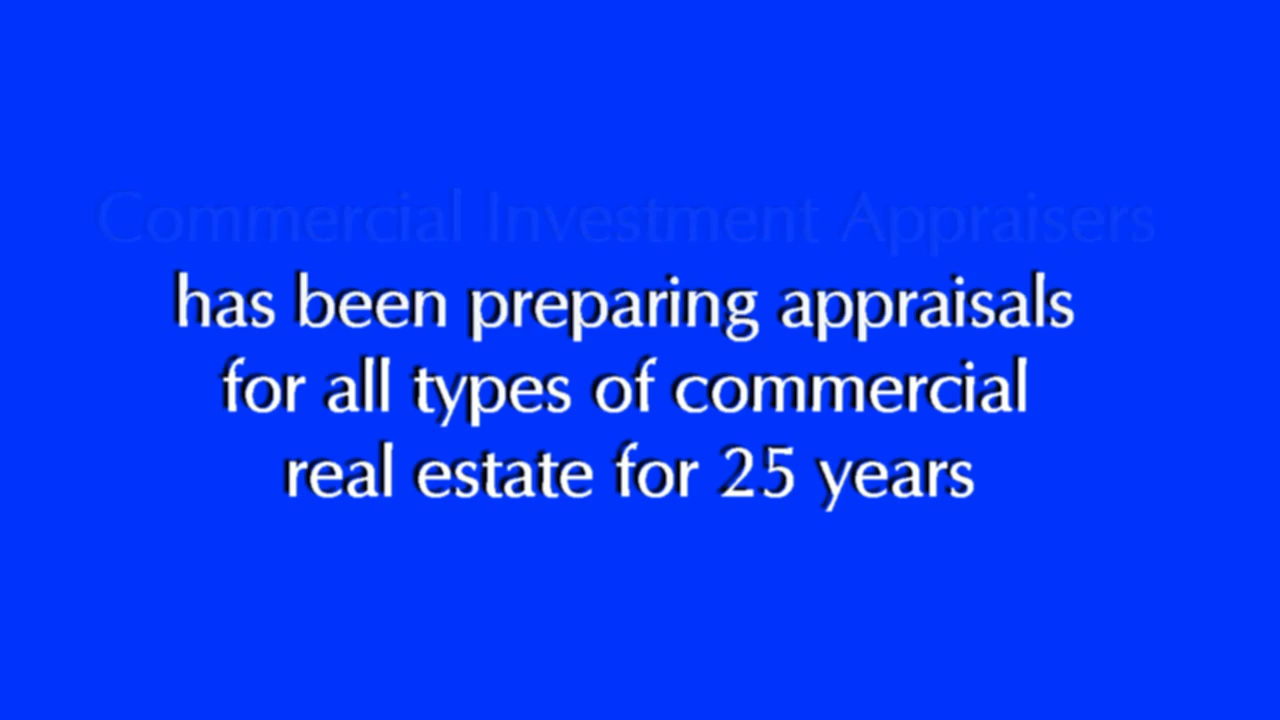 Commercial Investment Appraisers
has been preparing appraisals
for all types of commercial
real estate for 25 years